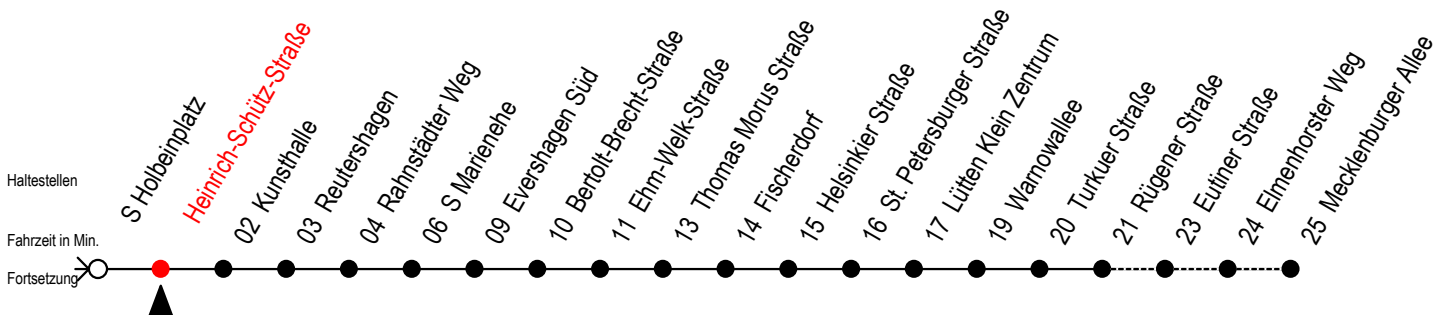 S Holbeinplatz
Heinrich-Schütz-Straße
02 Kunsthalle
03 Reutershagen
04 Rahnstädter Weg
06 S Marienehe
09 Evershagen Süd
10 Bertolt-Brecht-Straße
11 Ehm-Welk-Straße
13 Thomas Morus Straße
14 Fischerdorf
15 Helsinkier Straße
16 St. Petersburger Straße
17 Lütten Klein Zentrum
19 Warnowallee
20 Turkuer Straße
21 Rügener Straße
23 Eutiner Straße
24 Elmenhorster Weg
25 Mecklenburger Allee
Haltestellen
Fahrzeit in Min.
Fortsetzung